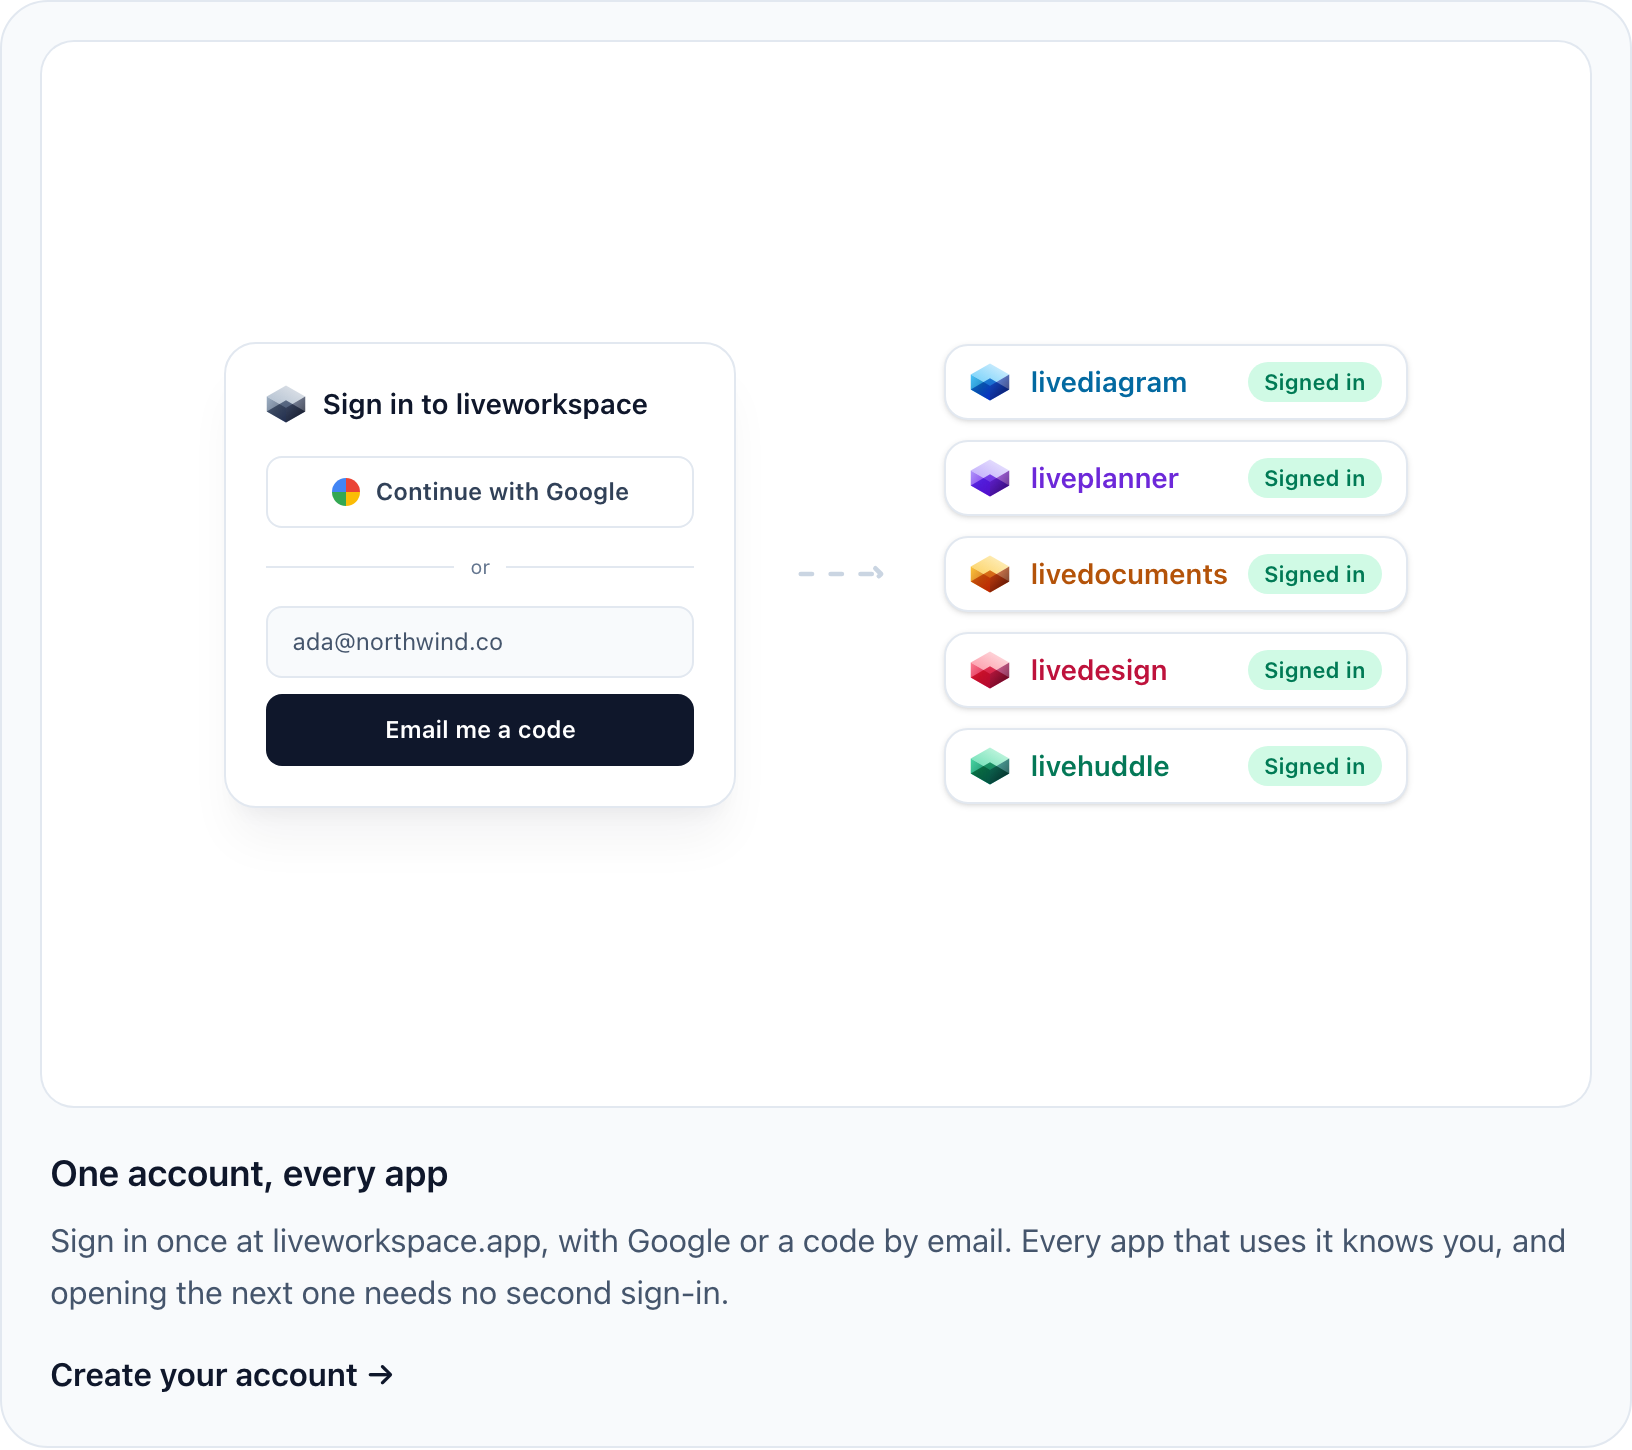 Sign in to liveworkspace
Continue with Google
or
ada@northwind.co
Email me a code
livediagram Signed in
liveplanner Signed in
livedocuments Signed in
livedesign Signed in
livehuddle Signed in
One account, every app
Sign in once at liveworkspace.app, with Google or a code by email. Every app that uses it knows you, and
opening the next one needs no second sign-in.
Create your account →